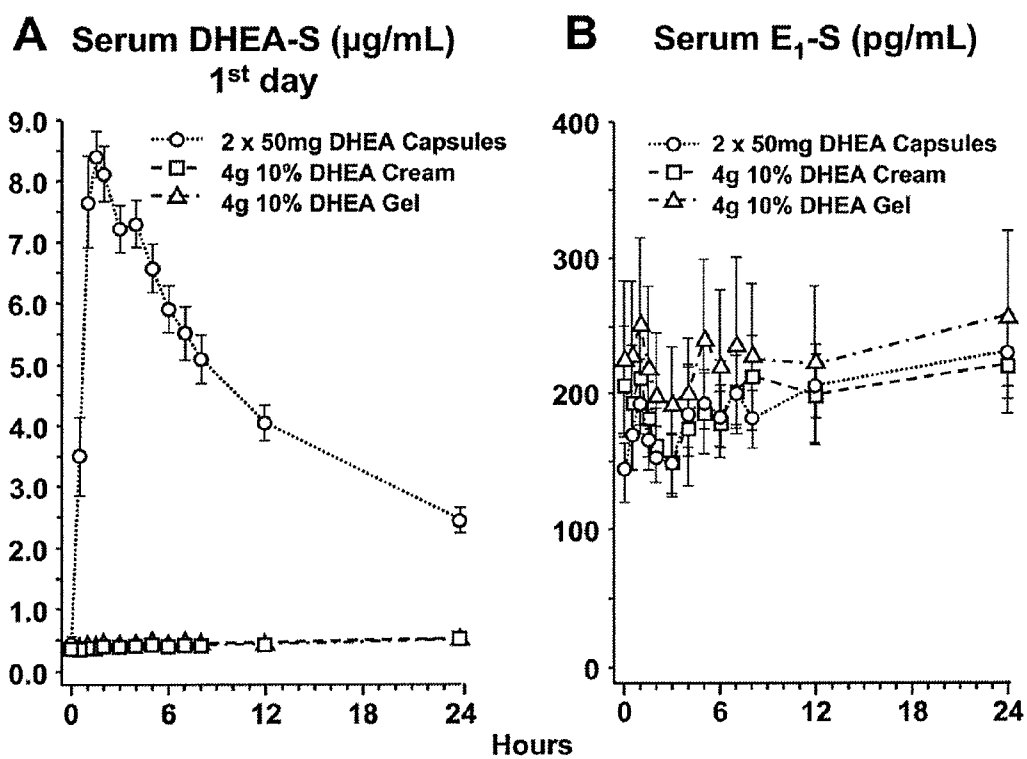 A Serum DHEA-S (µg/mL)
1st day
9.0
8.0
7.0
6.0
5.0
4.0
3.0
2.0
1.0
0.0
2 x 50mg DHEA Capsules
4g 10% DHEA Cream
4g 10% DHEA Gel
0 6 12 18 24
B Serum E1-S (pg/mL)
400
300
200
100
0
2 x 50mg DHEA Capsules
4g 10% DHEA Cream
4g 10% DHEA Gel
0 6 12 18 24
Hours